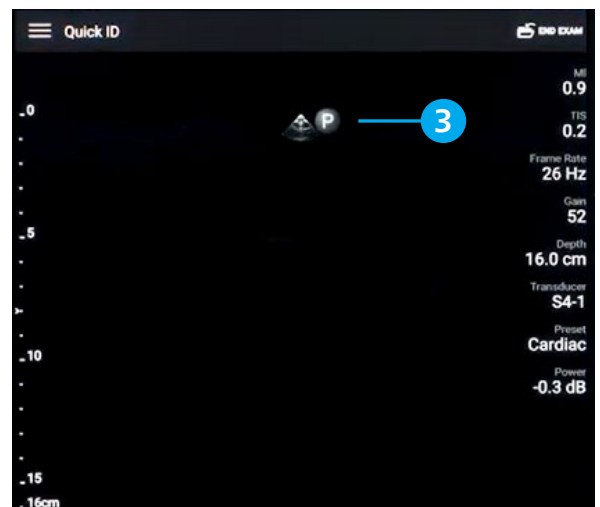 Quick ID
END EXAM
MI
0.9
.0
P
3
TIS
0.2
Frame Rate
26 Hz
Gain
52
-5
Depth
16.0 cm
Transducer
S4-1
Preset
Cardiac
-10
Power
-0.3 dB
-15
16cm